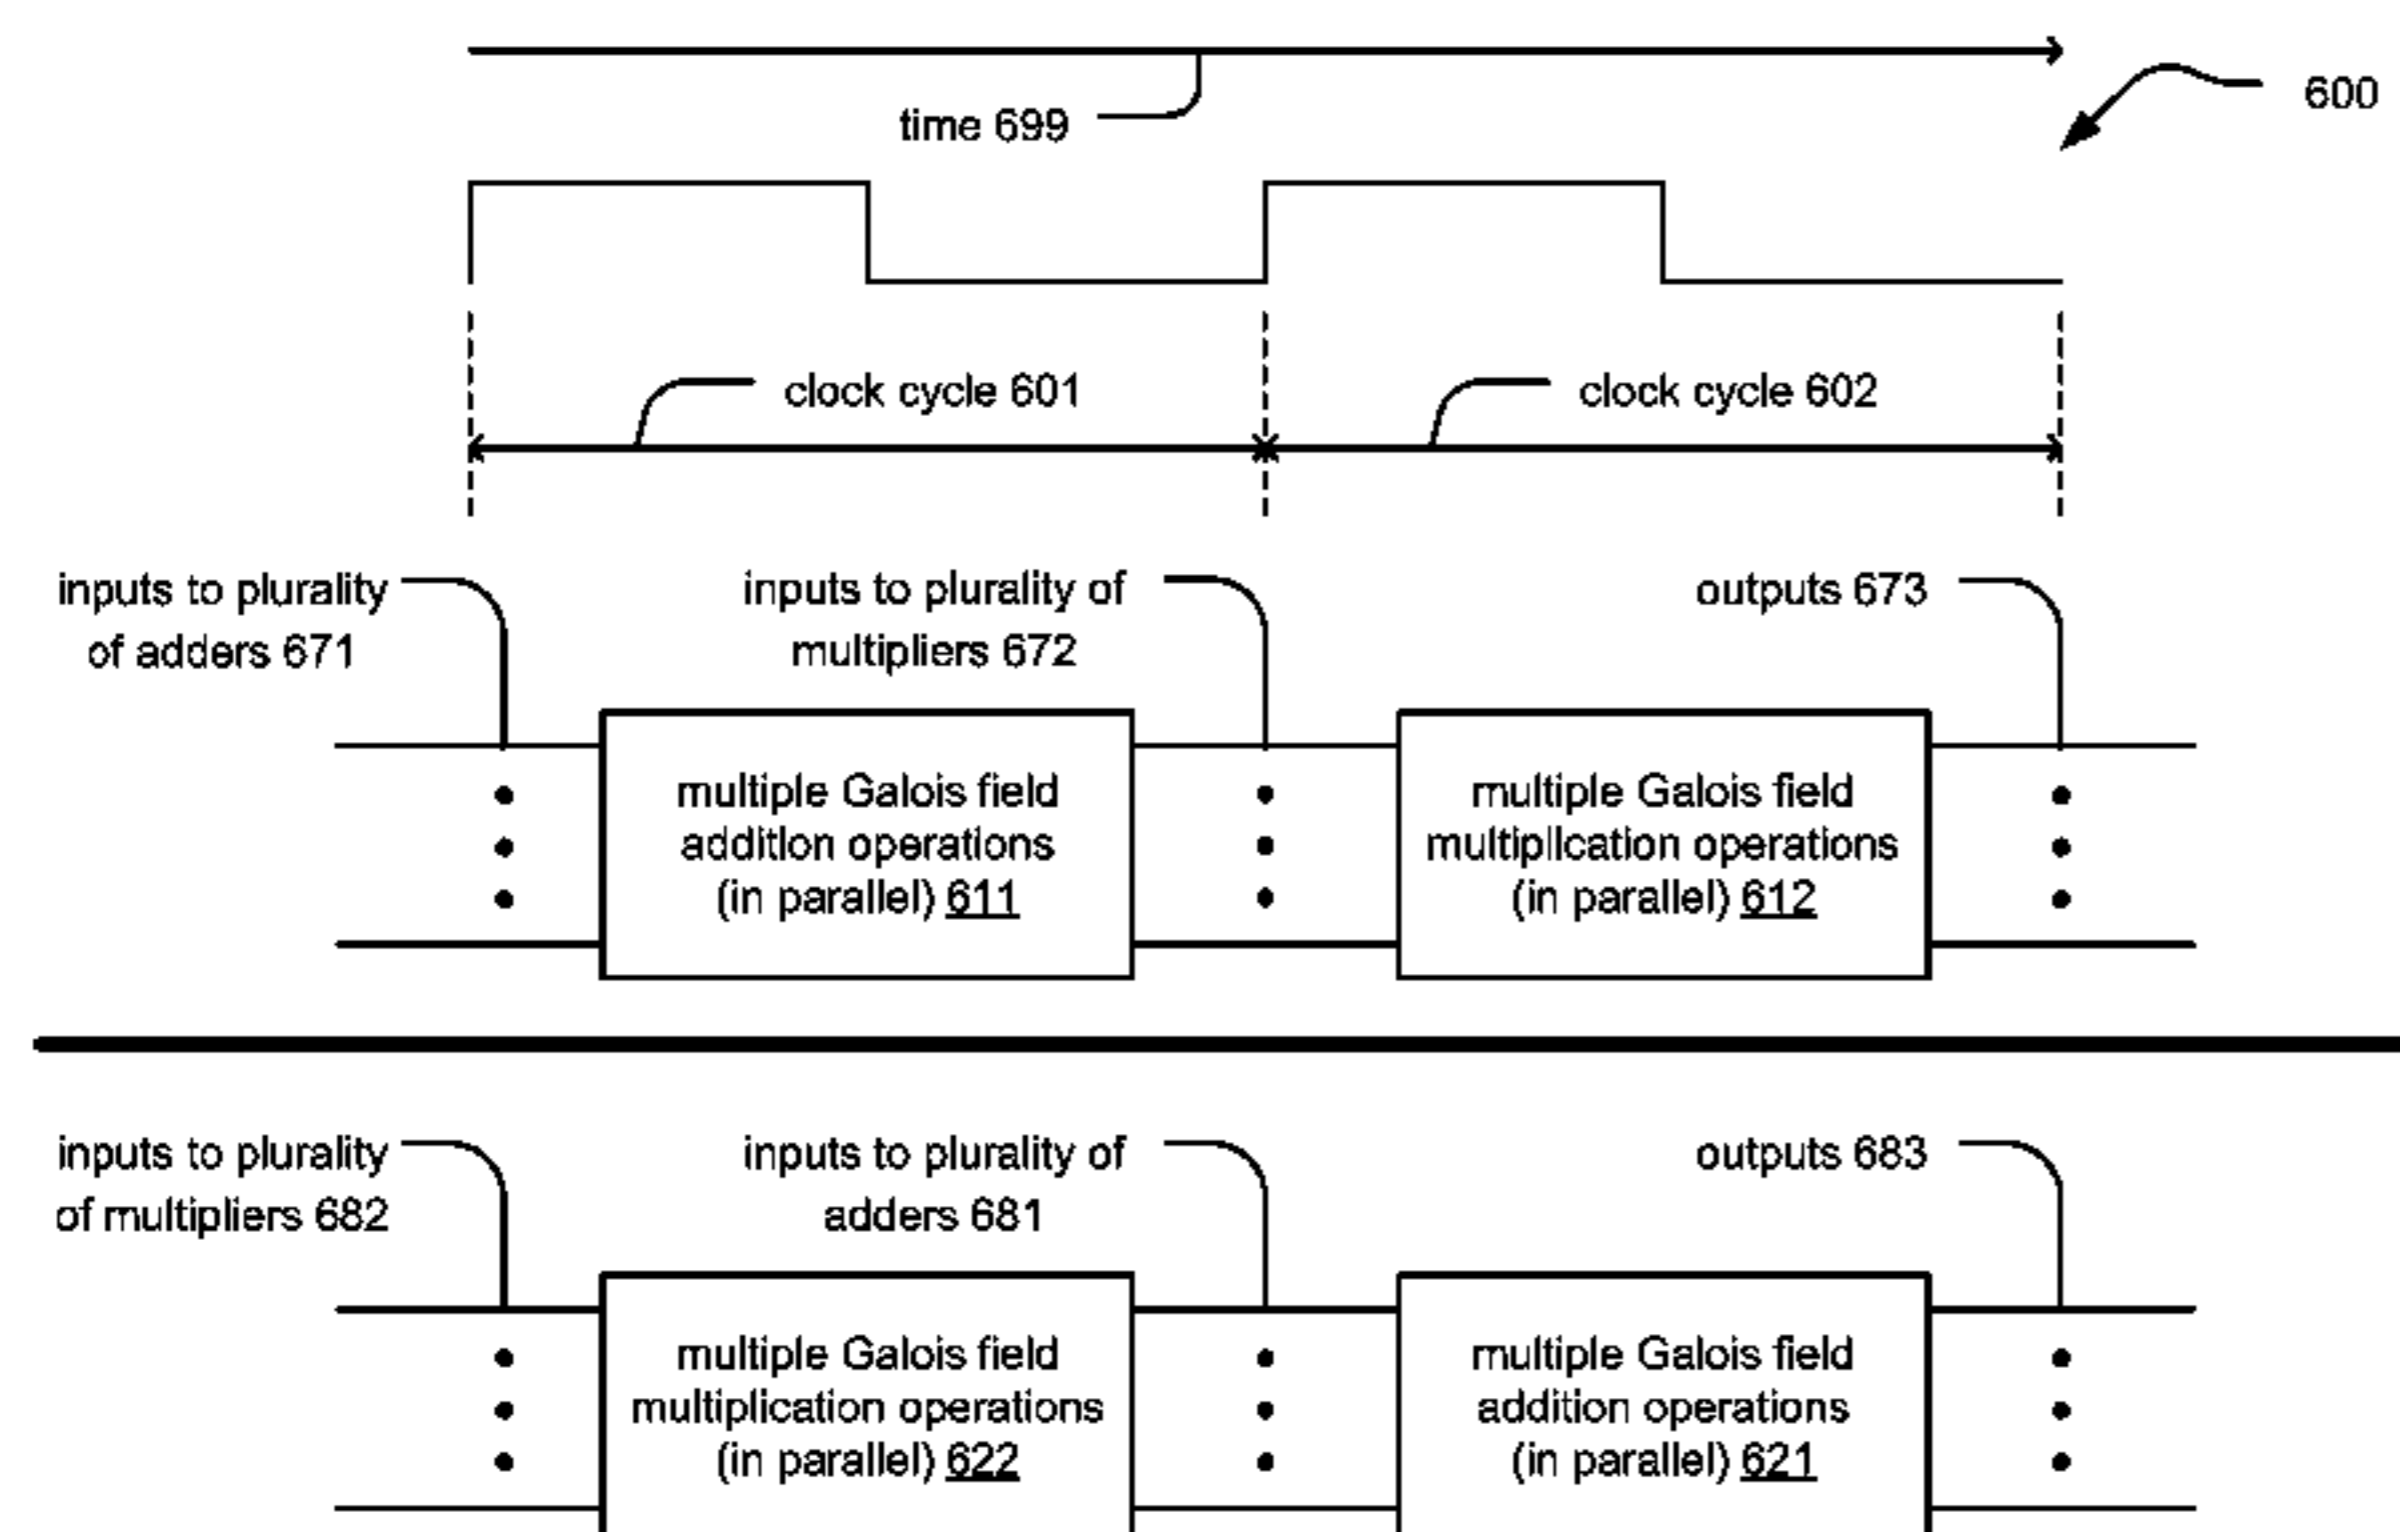 time 699
600
clock cycle 601
clock cycle 602
inputs to plurality
of adders 671
inputs to plurality of
multipliers 672
outputs 673
multiple Galois field
addition operations
(in parallel) 611
multiple Galois field
multiplication operations
(in parallel) 612
inputs to plurality
of multipliers 682
inputs to plurality of
adders 681
outputs 683
multiple Galois field
multiplication operations
(in parallel) 622
multiple Galois field
addition operations
(in parallel) 621